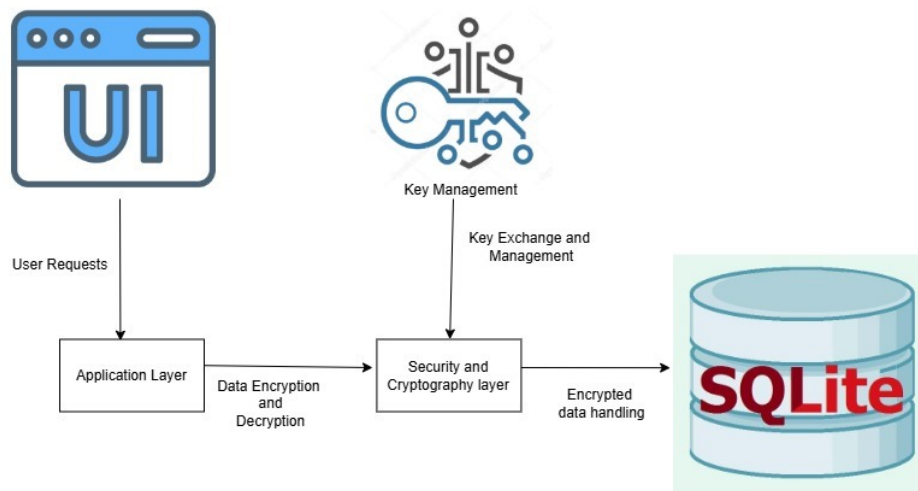 UI
Key Management
User Requests
Key Exchange and
Management
Application Layer
Data Encryption
and
Decryption
Security and
Cryptography layer
Encrypted
data handling
SQLite